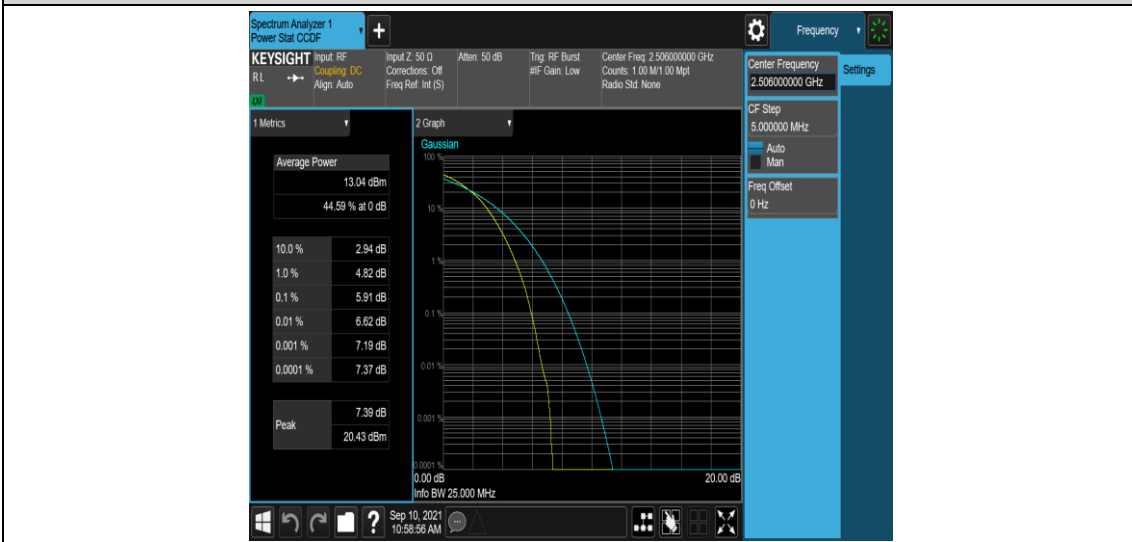 Spectrum Analyzer 1
Power Stat CCDF
+
Frequency
KEYSIGHT
RL
LXI
Input: RF
Coupling: DC
Align: Auto
Input Z: 50 Ω
Corrections: Off
Freq Ref: Int (S)
Atten: 50 dB
Trig: RF Burst
#IF Gain: Low
Center Freq: 2.506000000 GHz
Counts: 1.00 M/1.00 Mpt
Radio Std: None
Center Frequency
2.506000000 GHz
Settings
CF Step
5.000000 MHz
Auto
Man
Freq Offset
0 Hz
1 Metrics
Average Power
13.04 dBm
44.59 % at 0 dB
10.0 % 2.94 dB
1.0 % 4.82 dB
0.1 % 5.91 dB
0.01 % 6.62 dB
0.001 % 7.19 dB
0.0001 % 7.37 dB
Peak
7.39 dB
20.43 dBm
2 Graph
Gaussian
100 %
10 %
1 %
0.1 %
0.01 %
0.001 %
0.0001 %
0.00 dB 20.00 dB
Info BW 25.000 MHz
?
Sep 10, 2021
10:58:56 AM